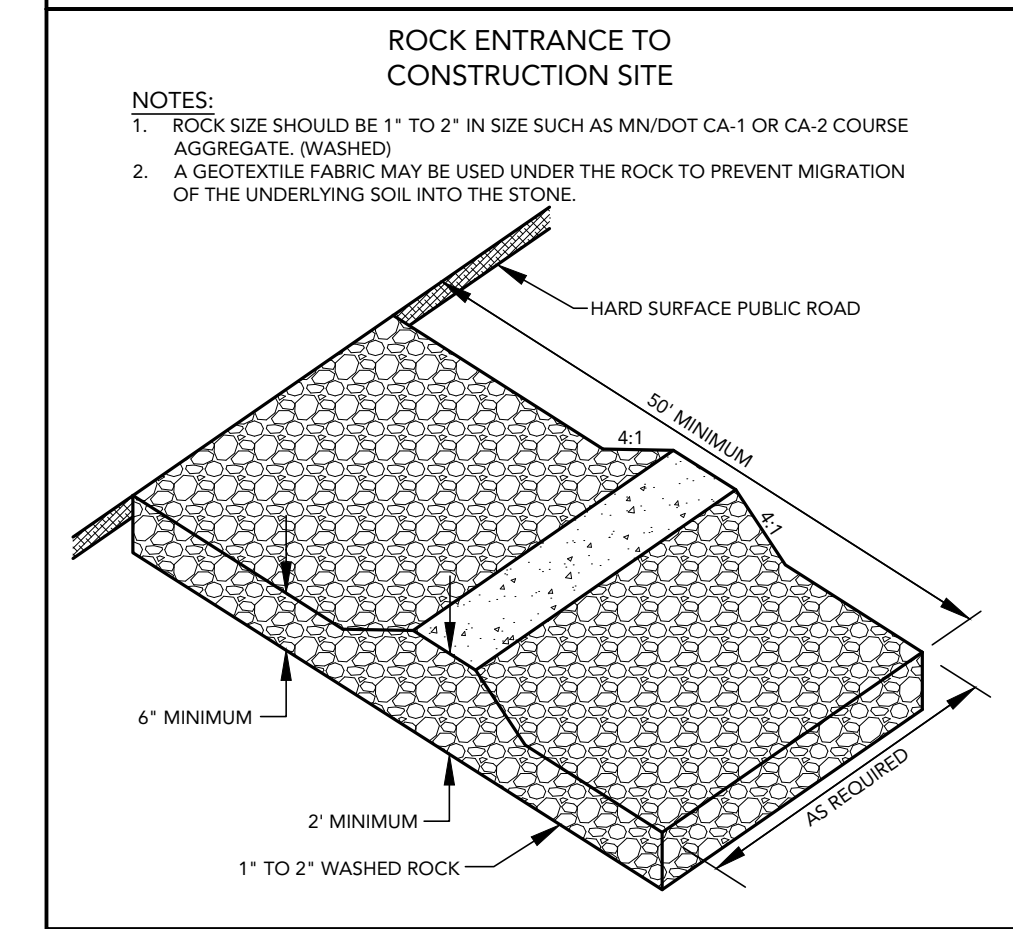 ROCK ENTRANCE TO
CONSTRUCTION SITE
NOTES:
1. ROCK SIZE SHOULD BE 1" TO 2" IN SIZE SUCH AS MN/DOT CA-1 OR CA-2 COURSE
AGGREGATE. (WASHED)
2. A GEOTEXTILE FABRIC MAY BE USED UNDER THE ROCK TO PREVENT MIGRATION
OF THE UNDERLYING SOIL INTO THE STONE.
HARD SURFACE PUBLIC ROAD
50' MINIMUM
4:1
4:1
6" MINIMUM
2' MINIMUM
1" TO 2" WASHED ROCK
AS REQUIRED